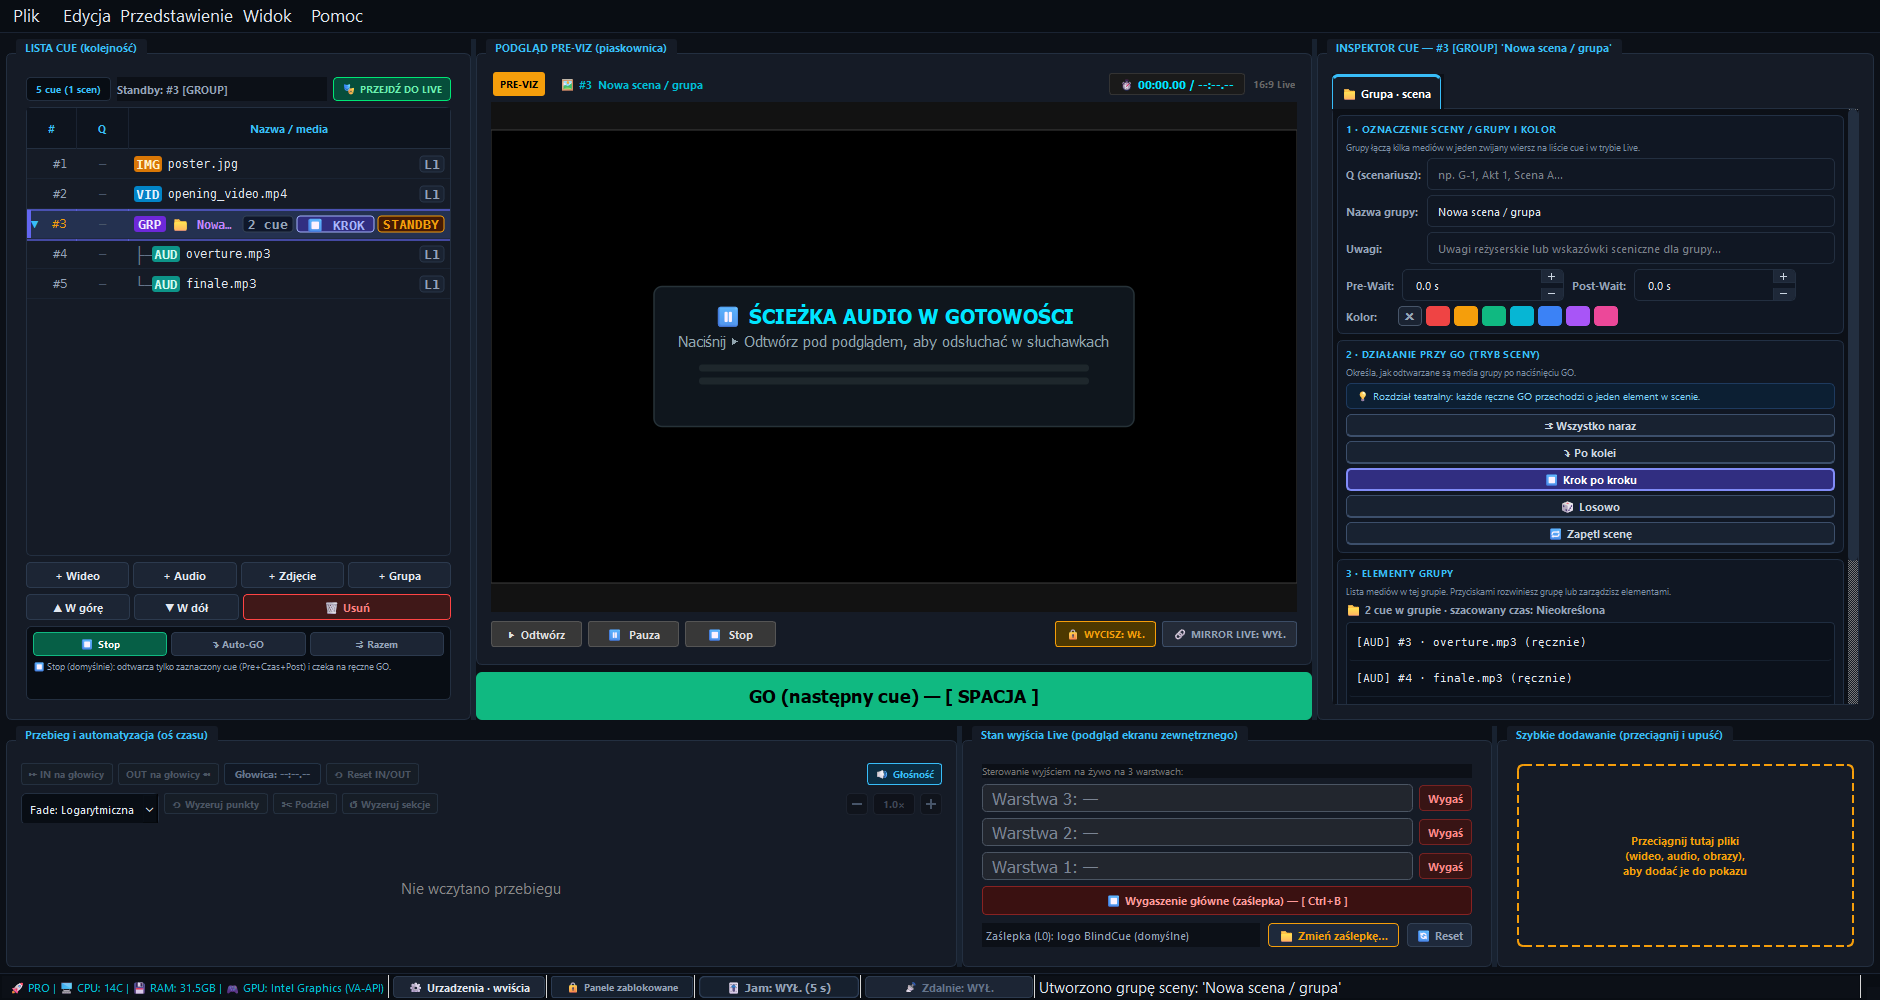 Plik Edycja Przedstawienie Widok Pomoc
LISTA CUE (kolejność)
5 cue (1 scen) Standby: #3 [GROUP] PRZEJDŹ DO LIVE
# Q Nazwa / media
#1 — IMG poster.jpg L1
#2 — VID opening_video.mp4 L1
#3 — GRP Nowa… 2 cue KROK STANDBY
#4 — AUD overture.mp3 L1
#5 — AUD finale.mp3 L1
+ Wideo + Audio + Zdjęcie + Grupa
▲ W górę ▼ W dół Usuń
Stop Auto-GO Razem
Stop (domyślnie): odtwarza tylko zaznaczony cue (Pre+Czas+Post) i czeka na ręczne GO.
PODGLĄD PRE-VIZ (piaskownica)
PRE-VIZ #3 Nowa scena / grupa 00:00.00 / --:--.-- 16:9 Live
ŚCIEŻKA AUDIO W GOTOWOŚCI
Naciśnij ▶ Odtwórz pod podglądem, aby odsłuchać w słuchawkach
Odtwórz Pauza Stop WYCISZ: WŁ. MIRROR LIVE: WYŁ.
GO (następny cue) — [ SPACJA ]
INSPEKTOR CUE — #3 [GROUP] 'Nowa scena / grupa'
Grupa · scena
1 · OZNACZENIE SCENY / GRUPY I KOLOR
Grupy łączą kilka mediów w jeden zwijany wiersz na liście cue i w trybie Live.
Q (scenariusz): np. G-1, Akt 1, Scena A...
Nazwa grupy: Nowa scena / grupa
Uwagi: Uwagi reżyserskie lub wskazówki sceniczne dla grupy...
Pre-Wait: 0.0 s + − Post-Wait: 0.0 s + −
Kolor: ✕
2 · DZIAŁANIE PRZY GO (TRYB SCENY)
Określa, jak odtwarzane są media grupy po naciśnięciu GO.
Rozdział teatralny: każde ręczne GO przechodzi o jeden element w scenie.
Wszystko naraz
Po kolei
Krok po kroku
Losowo
Zapętl scenę
3 · ELEMENTY GRUPY
Lista mediów w tej grupie. Przyciskami rozwiniesz grupę lub zarządzisz elementami.
2 cue w grupie · szacowany czas: Nieokreślona
[AUD] #3 · overture.mp3 (ręcznie)
[AUD] #4 · finale.mp3 (ręcznie)
Przebieg i automatyzacja (oś czasu)
IN na głowicy OUT na głowicy Głowica: --:--.-- Reset IN/OUT Głośność
Fade: Logarytmiczna Wyzeruj punkty Podziel Wyzeruj sekcje − 1.0× +
Nie wczytano przebiegu
Stan wyjścia Live (podgląd ekranu zewnętrznego)
Sterowanie wyjściem na żywo na 3 warstwach:
Warstwa 3: — Wygaś
Warstwa 2: — Wygaś
Warstwa 1: — Wygaś
Wygaszenie główne (zaślepka) — [ Ctrl+B ]
Zaślepka (L0): logo BlindCue (domyślne) Zmień zaślepkę... Reset
Szybkie dodawanie (przeciągnij i upuść)
Przeciągnij tutaj pliki
(wideo, audio, obrazy),
aby dodać je do pokazu
PRO | CPU: 14C | RAM: 31.5GB | GPU: Intel Graphics (VA-API) Urzadzenia · wviścia Panele zablokowane Jam: WYŁ. (5 s) Zdalnie: WYŁ. Utworzono grupę sceny: 'Nowa scena / grupa'